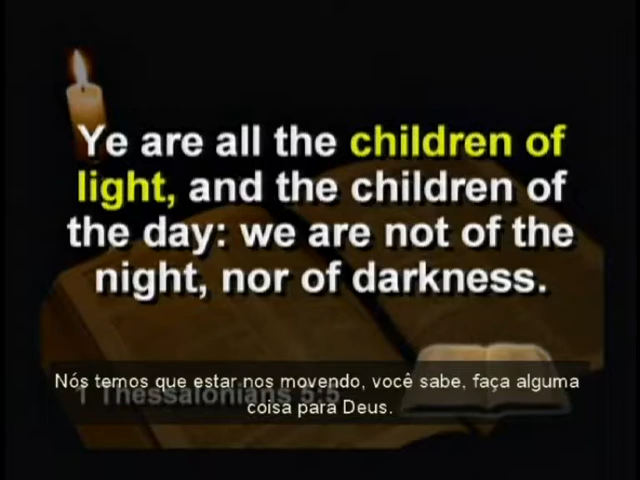 Ye are all the children of
light, and the children of
the day: we are not of the
night, nor of darkness.
Nós temos que estar nos movendo, você sabe, faça alguma
1 Thessalonians 5:5
coisa para Deus.